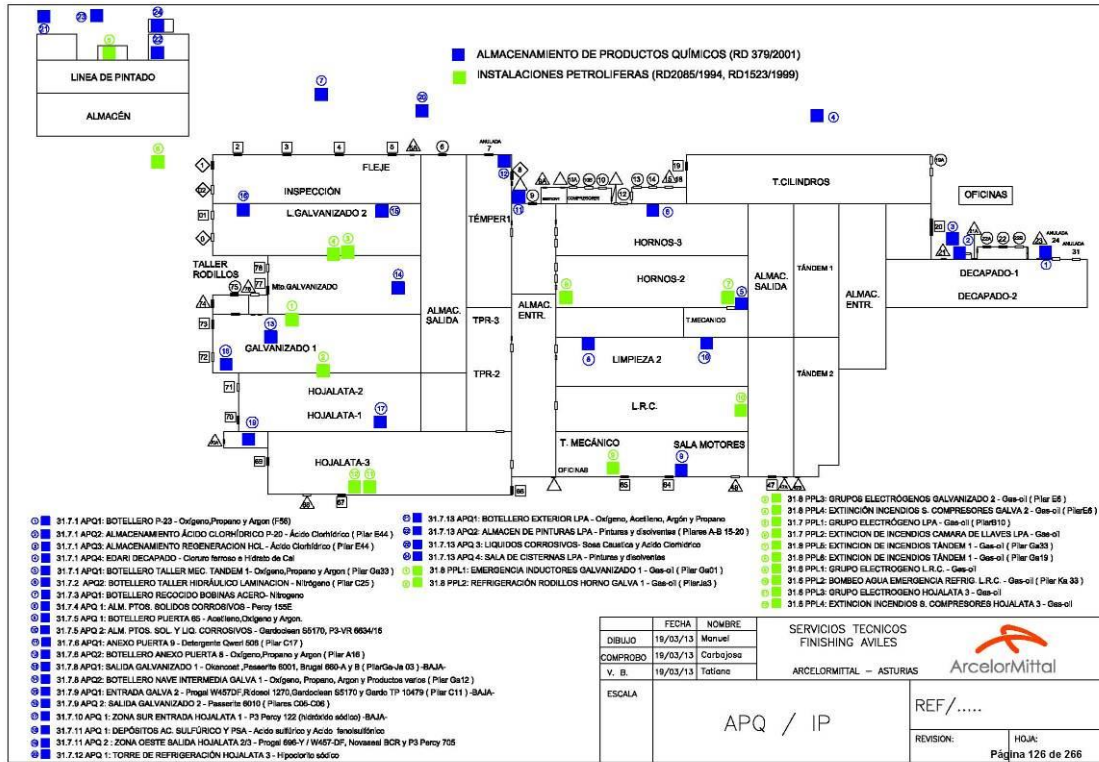 ALMACENAMIENTO DE PRODUCTOS QUÍMICOS (RD 379/2001)
INSTALACIONES PETROLIFERAS (RD2085/1994, RD1523/1999)
LINEA DE PINTADO
ALMACÉN
FLEJE
INSPECCIÓN
L.GALVANIZADO 2
TALLER
RODILLOS
Mto.GALVANIZADO
GALVANIZADO 1
HOJALATA-2
HOJALATA-1
HOJALATA-3
ALMAC.
SALIDA
TÉMPER1
TPR-3
TPR-2
ALMAC.
ENTR.
ANULADA
7
COMPRESORES
HORNOS-3
HORNOS-2
T.MECANICO
LIMPIEZA 2
L.R.C.
T. MECÁNICO
SALA MOTORES
OFICINAS
T.CILINDROS
ALMAC.
SALIDA
TÁNDEM 1
TÁNDEM 2
ALMAC.
ENTR.
OFICINAS
ANULADA
24
ANULADA
31
DECAPADO-1
DECAPADO-2
31.7.1 APQ1: BOTELLERO P-23 - Oxígeno,Propano y Argon (F56)
31.7.1 APQ2: ALMACENAMIENTO ÁCIDO CLORHÍDRICO P-20 - Ácido Clorhídrico ( Pilar E44 )
31.7.1 APQ3: ALMACENAMIENTO REGENERACION HCL - Ácido Clorhídrico ( Pilar E44 )
31.7.1 APQ4: EDARI DECAPADO - Cloruro ferroso e Hidrato de Cal
31.7.1 APQ1: BOTELLERO TALLER MEC. TANDEM 1- Oxígeno,Propano y Argon ( Pilar Ga33 )
31.7.2 APQ2: BOTELLERO TALLER HIDRÁULICO LAMINACION - Nitrógeno ( Pilar C25 )
31.7.3 APQ1: BOTELLERO RECOCIDO BOBINAS ACERO- Nitrogeno
31.7.4 APQ 1: ALM. PTOS. SOLIDOS CORROSIVOS - Percy 155E
31.7.5 APQ 1: BOTELLERO PUERTA 65 - Acetileno,Oxigeno y Argon.
31.7.5 APQ 2: ALM. PTOS. SOL. Y LIQ. CORROSIVOS - Gardoclean S5170, P3-VR 6634/15
31.7.6 APQ1: ANEXO PUERTA 9 - Detergente Qwerl 506 ( Pilar C17 )
31.7.8 APQ2: BOTELLERO ANEXO PUERTA 8 - Oxigeno,Propano y Argon ( Pilar A16 )
31.7.8 APQ1: SALIDA GALVANIZADO 1 - Okancoat ,Passerite 6001, Brugal 660-A y B ( PilarGa-Ja 03 ) -BAJA-
31.7.8 APQ2: BOTELLERO NAVE INTERMEDIA GALVA 1 - Oxigeno, Propano, Argon y Productos varios ( Pilar Ga12 )
31.7.9 APQ1: ENTRADA GALVA 2 - Progal W457DF,Ridosol 1270,Gardoclean S5170 y Gardo TP 10479 ( Pilar C11 ) -BAJA-
31.7.9 APQ 2: SALIDA GALVANIZADO 2 - Passerite 6010 ( Pilares C05-C06 )
31.7.10 APQ 1: ZONA SUR ENTRADA HOJALATA 1 - P3 Percy 122 (hidróxido sódico) -BAJA-
31.7.11 APQ 1: DEPÓSITOS AC. SULFÚRICO Y PSA - Acido sulfúrico y Acido fenolsulfónico
31.7.11 APQ 2 : ZONA OESTE SALIDA HOJALATA 2/3 - Progal 696-Y / W457-DF, Novaseal BCR y P3 Percy 705
31.7.12 APQ 1: TORRE DE REFRIGERACIÓN HOJALATA 3 - Hipoclorito sódico
31.7.13 APQ1: BOTELLERO EXTERIOR LPA - Oxígeno, Acetileno, Argón y Propano
31.7.13 APQ2: ALMACEN DE PINTURAS LPA - Pinturas y disolventes ( Pilares A-B 15-20 )
31.7.13 APQ 3: LIQUIDOS CORROSIVOS- Sosa Caustica y Acido Clorhidrico
31.7.13 APQ 4: SALA DE CISTERNAS LPA - Pinturas y disolventes
31.8 PPL1: EMERGENCIA INDUCTORES GALVANIZADO 1 - Gas-oil ( Pilar Ga01 )
31.8 PPL2: REFRIGERACIÓN RODILLOS HORNO GALVA 1 - Gas-oil ( PilarJa3 )
31.8 PPL3: GRUPOS ELECTRÓGENOS GALVANIZADO 2 - Gas-oil ( Pilar E6 )
31.8 PPL4: EXTINCIÓN INCENDIOS S. COMPRESORES GALVA 2 - Gas-oil ( PilarE6 )
31.7 PPL1: GRUPO ELECTRÓGENO LPA - Gas-oil ( PilarB10 )
31.7 PPL2: EXTINCION DE INCENDIOS CAMARA DE LLAVES LPA - Gas-oil
31.8 PPL5: EXTINCION DE INCENDIOS TÁNDEM 1 - Gas-oil ( Pilar Ga33 )
31.8 PPL6: EXTINCION DE INCENDIOS TÁNDEM 1 - Gas-oil ( Pilar Ga19 )
31.5 PPL1: GRUPO ELECTROGENO L.R.C. - Gas-oil
31.5 PPL2: BOMBEO AGUA EMERGENCIA REFRIG. L.R.C. - Gas-oil ( Pilar Ka 33 )
31.5 PPL3: GRUPO ELECTROGENO HOJALATA 3 - Gas-oil
31.5 PPL4: EXTINCION INCENDIOS S. COMPRESORES HOJALATA 3 - Gas-oil
FECHA NOMBRE
DIBUJO 19/03/13 Manuel
COMPROBO 19/03/13 Carbajosa
V. B. 19/03/13 Tatiana
ESCALA
SERVICIOS TECNICOS
FINISHING AVILES
ARCELORMITTAL – ASTURIAS
ArcelorMittal
APQ / IP
REF/.....
REVISION:
HOJA:
Página 126 de 266